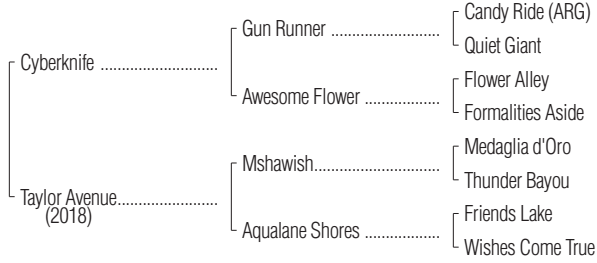 Candy Ride (ARG)
Gun Runner ......................
Quiet Giant
Cyberknife ........................
Flower Alley
Awesome Flower ...............
Formalities Aside
Medaglia d'Oro
Mshawish.........................
Thunder Bayou
Taylor Avenue....................
(2018)
Friends Lake
Aqualane Shores ...............
Wishes Come True